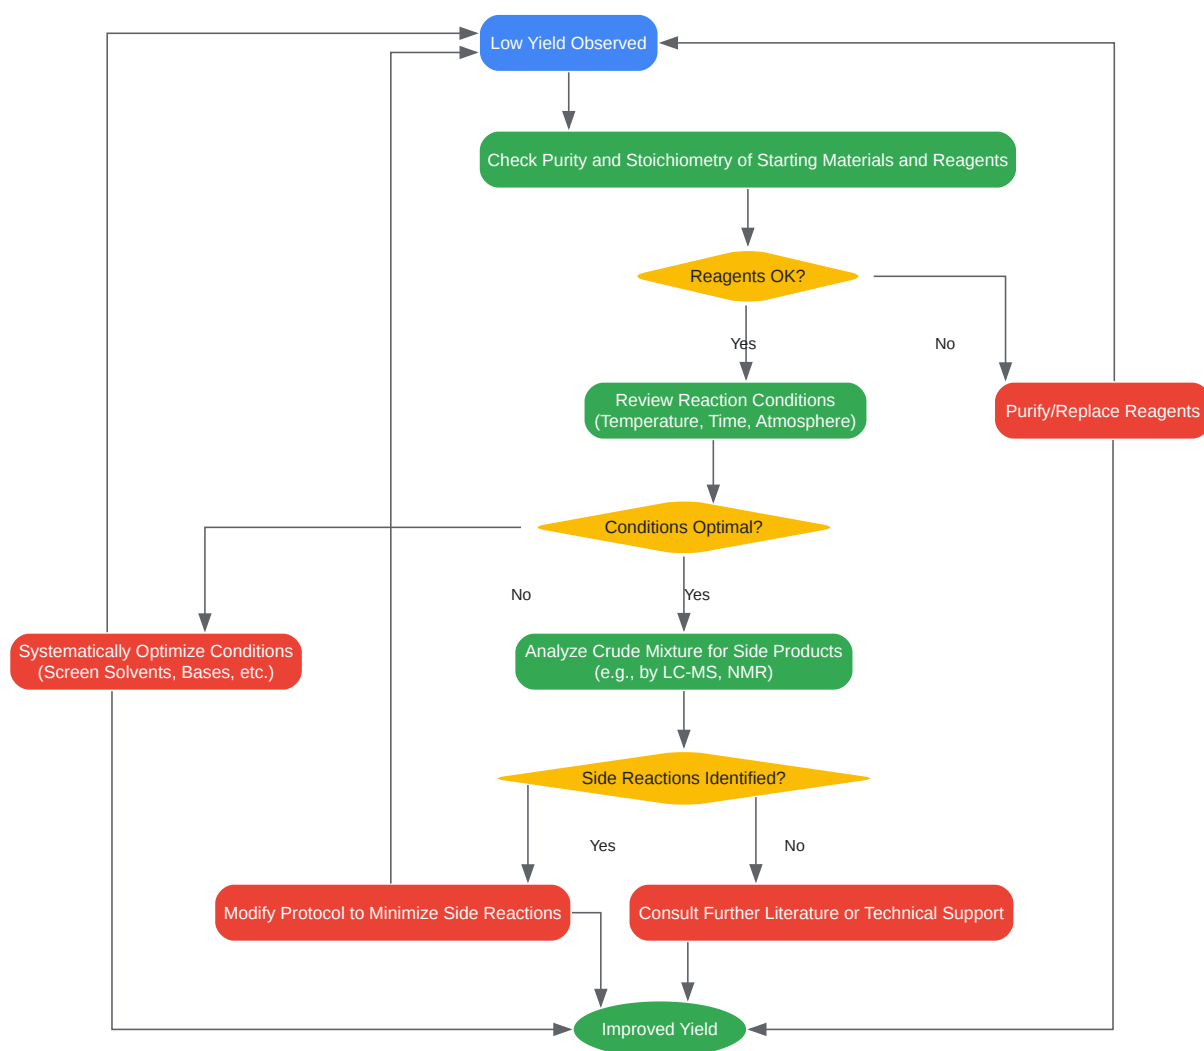 Low Yield Observed
Check Purity and Stoichiometry of Starting Materials and Reagents
Reagents OK?
Yes
No
Review Reaction Conditions
(Temperature, Time, Atmosphere)
Purify/Replace Reagents
Conditions Optimal?
No
Yes
Systematically Optimize Conditions
(Screen Solvents, Bases, etc.)
Analyze Crude Mixture for Side Products
(e.g., by LC-MS, NMR)
Side Reactions Identified?
Yes
No
Modify Protocol to Minimize Side Reactions
Consult Further Literature or Technical Support
Improved Yield